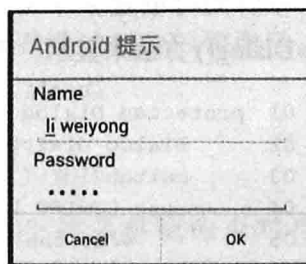 Android 提示
Name
li weiyong
Password
•••••
Cancel
OK